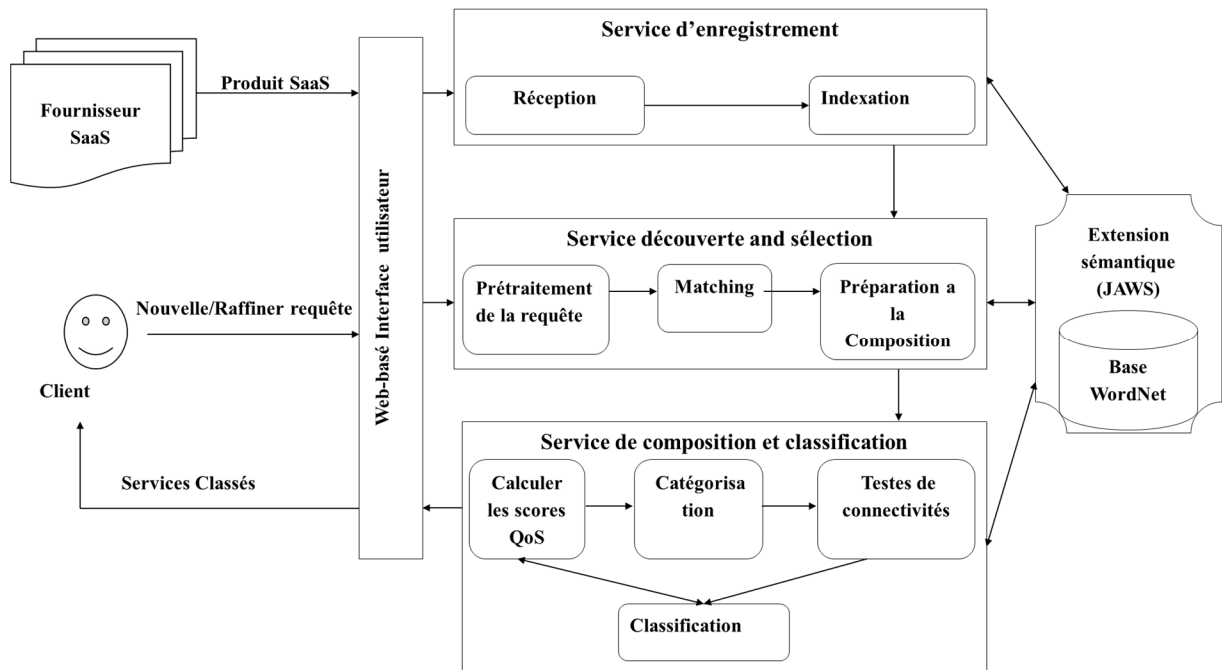 Service d'enregistrement
Produit SaaS
Réception
Indexation
Fournisseur
SaaS
Web-basé Interface utilisateur
Service découverte and sélection
Extension
sémantique
(JAWS)
Prétraitement
de la requête
Matching
Préparation a
la
Composition
Nouvelle/Raffiner requête
Client
Base
WordNet
Service de composition et classification
Services Classés
Calculer
les scores
QoS
Catégorisa
tion
Testes de
connectivités
Classification